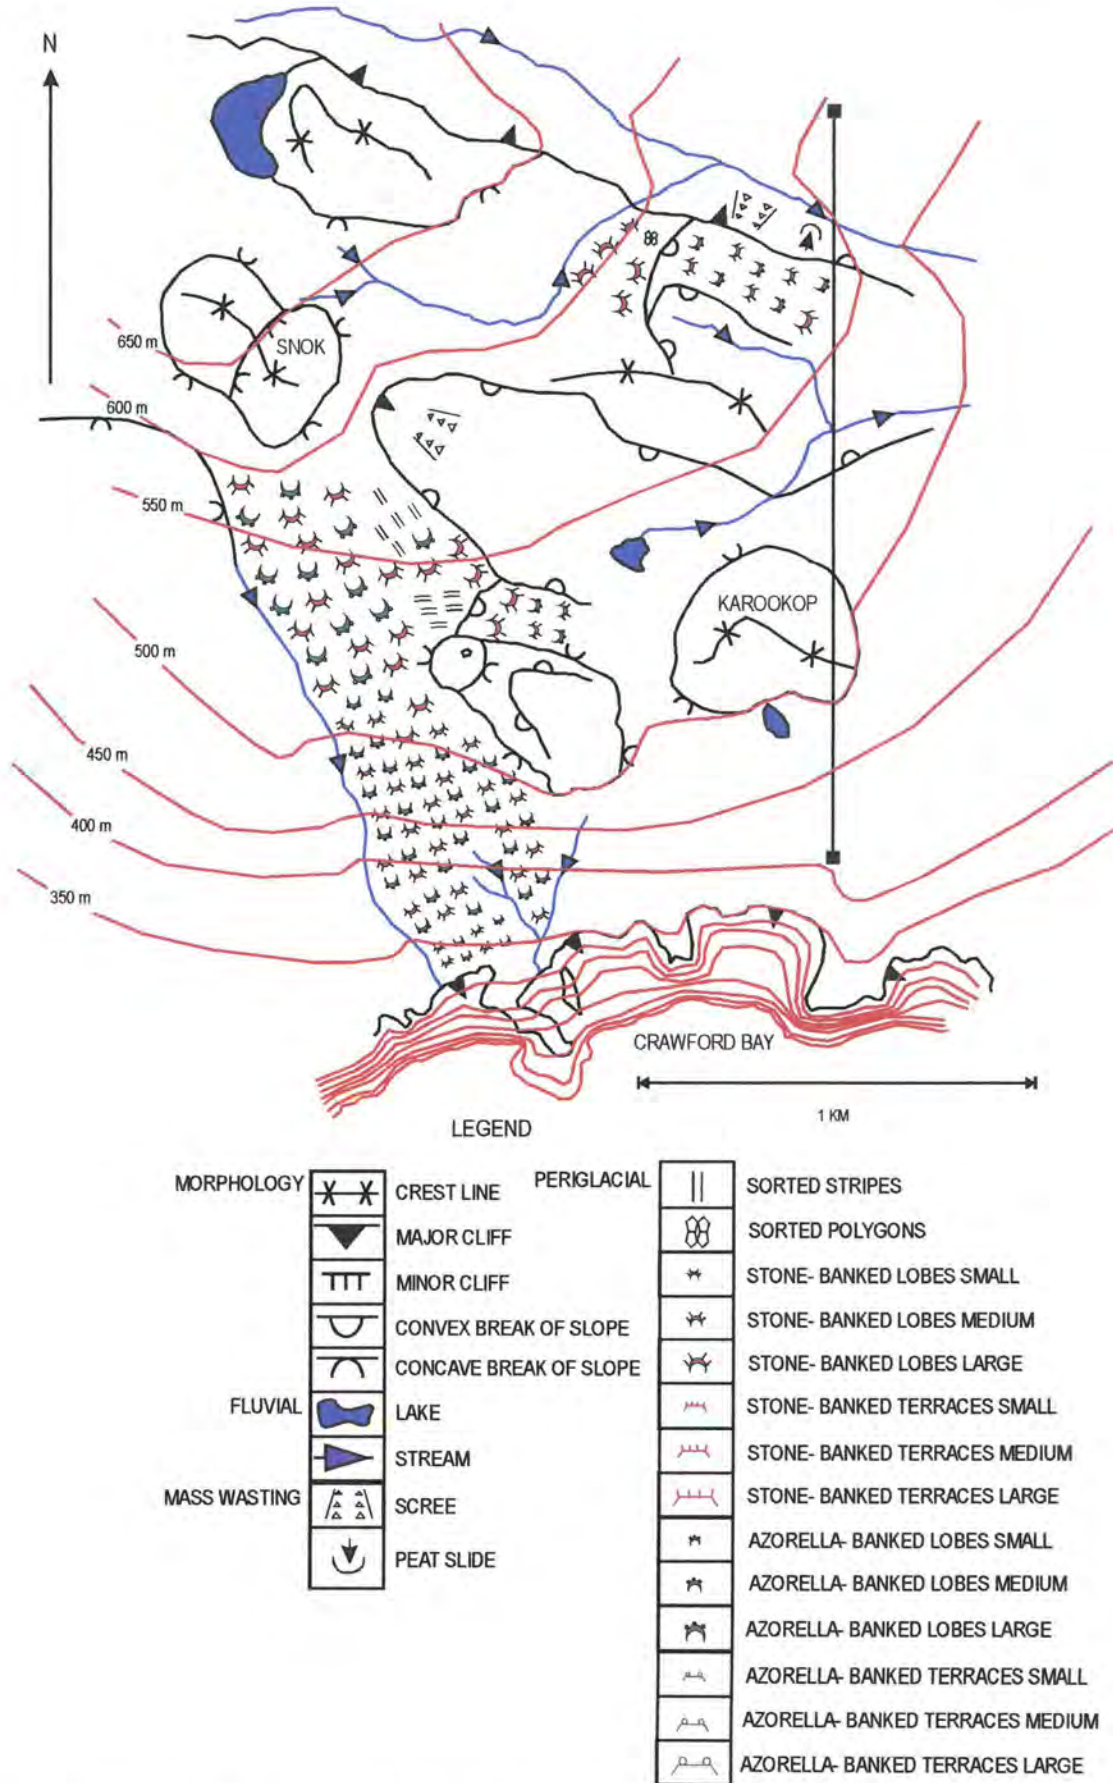 N
650 m
SNOK
600 m
550 m
KAROOKOP
500 m
450 m
400 m
350 m
CRAWFORD BAY
1 KM
LEGEND
MORPHOLOGY
CREST LINE
MAJOR CLIFF
MINOR CLIFF
CONVEX BREAK OF SLOPE
CONCAVE BREAK OF SLOPE
FLUVIAL
LAKE
STREAM
MASS WASTING
SCREE
PEAT SLIDE
PERIGLACIAL
SORTED STRIPES
SORTED POLYGONS
STONE- BANKED LOBES SMALL
STONE- BANKED LOBES MEDIUM
STONE- BANKED LOBES LARGE
STONE- BANKED TERRACES SMALL
STONE- BANKED TERRACES MEDIUM
STONE- BANKED TERRACES LARGE
AZORELLA- BANKED LOBES SMALL
AZORELLA- BANKED LOBES MEDIUM
AZORELLA- BANKED LOBES LARGE
AZORELLA- BANKED TERRACES SMALL
AZORELLA- BANKED TERRACES MEDIUM
AZORELLA- BANKED TERRACES LARGE